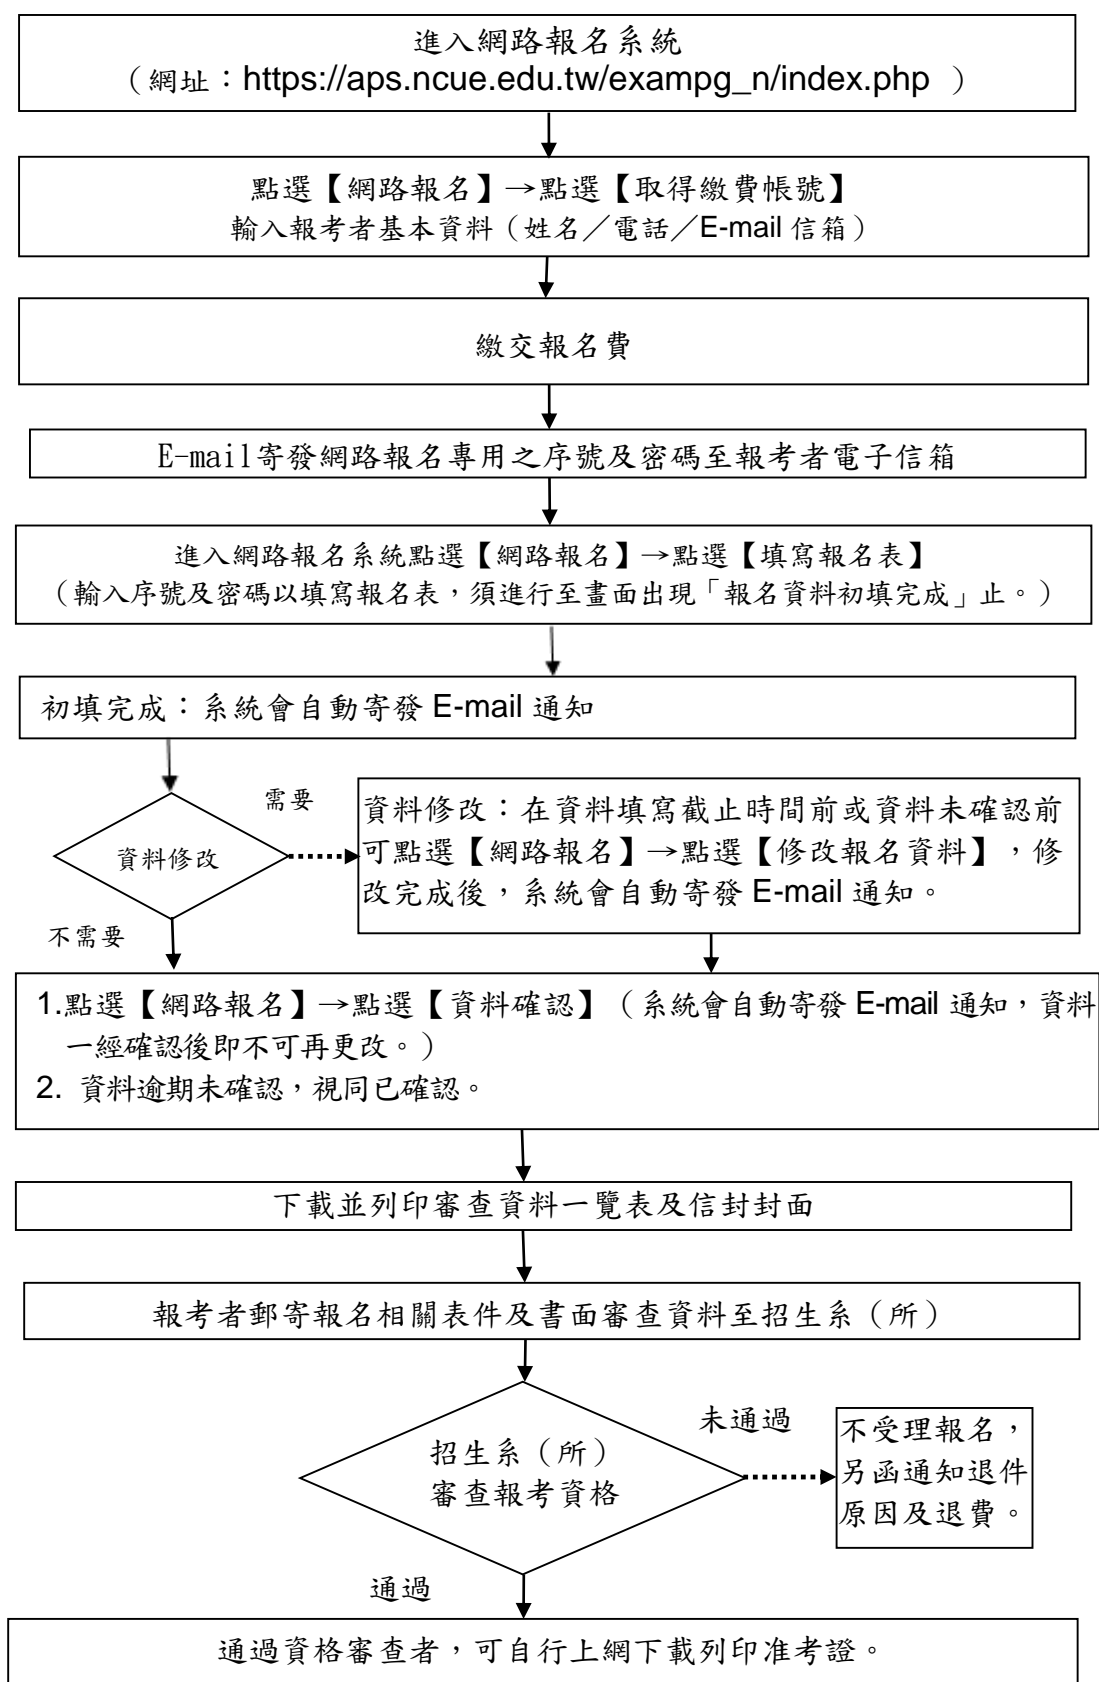 進入網路報名系統
（網址：https://aps.ncue.edu.tw/exampg_n/index.php ）
點選【網路報名】→點選【取得繳費帳號】
輸入報考者基本資料（姓名／電話／E-mail 信箱）
繳交報名費
E-mail寄發網路報名專用之序號及密碼至報考者電子信箱
進入網路報名系統點選【網路報名】→點選【填寫報名表】
（輸入序號及密碼以填寫報名表，須進行至畫面出現「報名資料初填完成」止。）
初填完成：系統會自動寄發 E-mail 通知
資料修改
需要
資料修改：在資料填寫截止時間前或資料未確認前
可點選【網路報名】→點選【修改報名資料】，修
改完成後，系統會自動寄發 E-mail 通知。
不需要
1.點選【網路報名】→點選【資料確認】（系統會自動寄發 E-mail 通知，資料
一經確認後即不可再更改。）
2. 資料逾期未確認，視同已確認。
下載並列印審查資料一覽表及信封封面
報考者郵寄報名相關表件及書面審查資料至招生系（所）
招生系（所）
審查報考資格
未通過
不受理報名，
另函通知退件
原因及退費。
通過
通過資格審查者，可自行上網下載列印准考證。